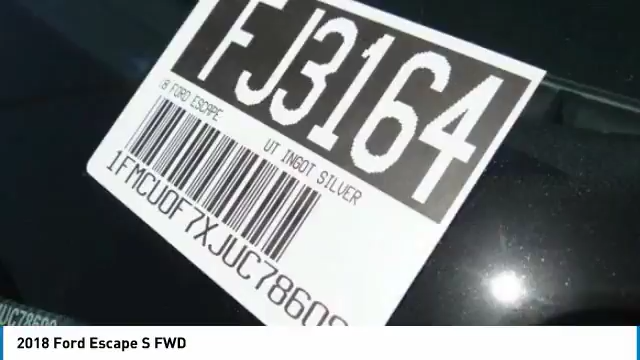 FJ3164
18 FORD ESCAPE
UT INGOT SILVER
1FMCU0F7XJUC7860
2018 Ford Escape S FWD